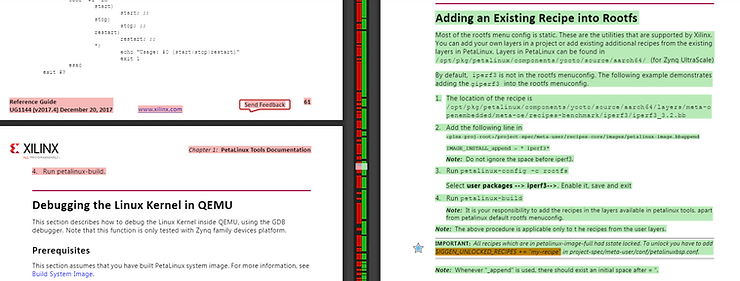 start)
start; ;;
stop)
stop; ;;
restart)
restart; ;;
*)
echo "Usage: $0 {start|stop|restart}"
exit 1
esac
exit $0
Reference Guide
UG1144 (v2017.4) December 20, 2017
www.xilinx.com
Send Feedback
61
XILINX
ALL PROGRAMMABLE.
Chapter 1: PetaLinux Tools Documentation
4. Run petalinux-build.
Debugging the Linux Kernel in QEMU
This section describes how to debug the Linux Kernel inside QEMU, using the GDB
debugger. Note that this function is only tested with Zynq family devices platform.
Prerequisites
This section assumes that you have built PetaLinux system image. For more information, see
Build System Image.
Adding an Existing Recipe into Rootfs
Most of the rootfs menu config is static. These are the utilities that are supported by Xilinx.
You can add your own layers in a project or add existing additional recipes from the existing
layers in PetaLinux. Layers in PetaLinux can be found in
/opt/pkg/petalinux/components/yocto/source/aarch64/ (for Zynq UltraScale)
By default, iperf3 is not in the rootfs menuconfig. The following example demonstrates
adding the iperf3 into the rootfs menuconfig.
1. The location of the recipe is
/opt/pkg/petalinux/components/yocto/source/aarch64/layers/meta-o
penembedded/meta-oe/recipes-benchmark/iperf3/iperf3_3.2.bb
2. Add the following line in
<plnx-proj-root>/project-spec/meta-user/recipes-core/images/petalinux-image.bbappend
IMAGE_INSTALL_append = " iperf3"
Note: Do not ignore the space before iperf3.
3. Run petalinux-config -c rootfs
Select user packages --> iperf3-->. Enable it, save and exit
4. Run petalinux-build
Note: It is your responsibility to add the recipes in the layers available in petalinux tools, apart
from petalinux default rootfs menuconfig.
Note: The above procedure is applicable only to the recipes from the user layers.
IMPORTANT: All recipes which are in petalinux-image-full had sstate locked. To unlock you have to add
SIGGEN_UNLOCKED_RECIPES += "my-recipe" in project-spec/meta-user/conf/petalinuxbsp.conf.
Note: Whenever "_append" is used, there should exist an initial space after = ".